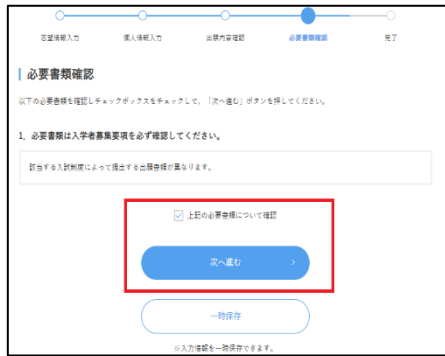 志望情報入力 個人情報入力 出願内容確認 必要書類確認 完了
必要書類確認
以下の必要書類を確認しチェックボックスをチェックして、「次へ進む」ボタンを押してください。
1. 必要書類は入学者募集要項を必ず確認してください。
該当する入試制度によって提出する出願書類が異なります。
上記の必要書類について確認
次へ進む
一時保存
※入力情報を一時保存できます。